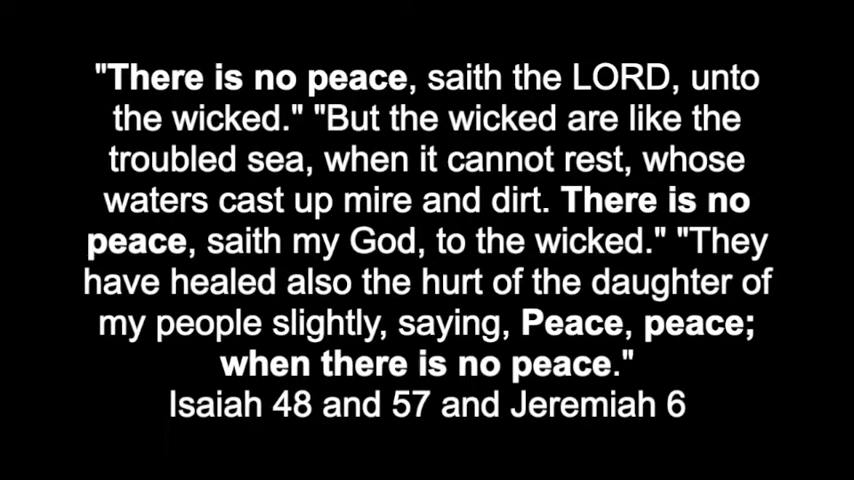 "There is no peace, saith the LORD, unto
the wicked." "But the wicked are like the
troubled sea, when it cannot rest, whose
waters cast up mire and dirt. There is no
peace, saith my God, to the wicked." "They
have healed also the hurt of the daughter of
my people slightly, saying, Peace, peace;
when there is no peace."
Isaiah 48 and 57 and Jeremiah 6